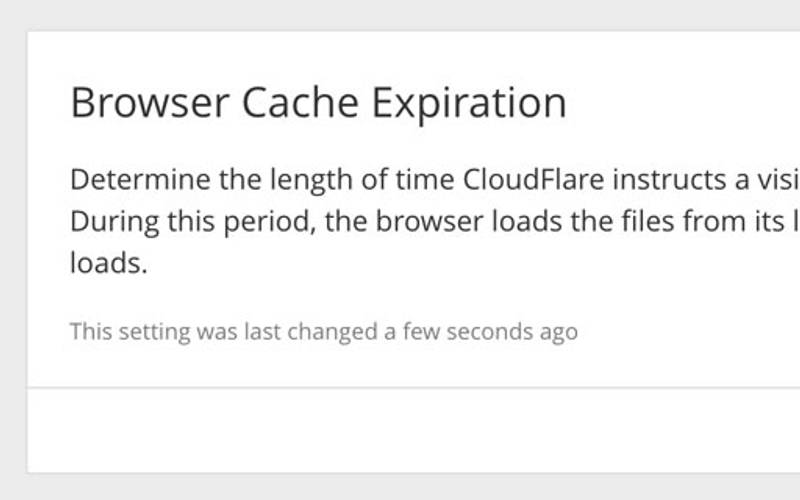 Browser Cache Expiration
Determine the length of time CloudFlare instructs a visi
During this period, the browser loads the files from its l
loads.
This setting was last changed a few seconds ago